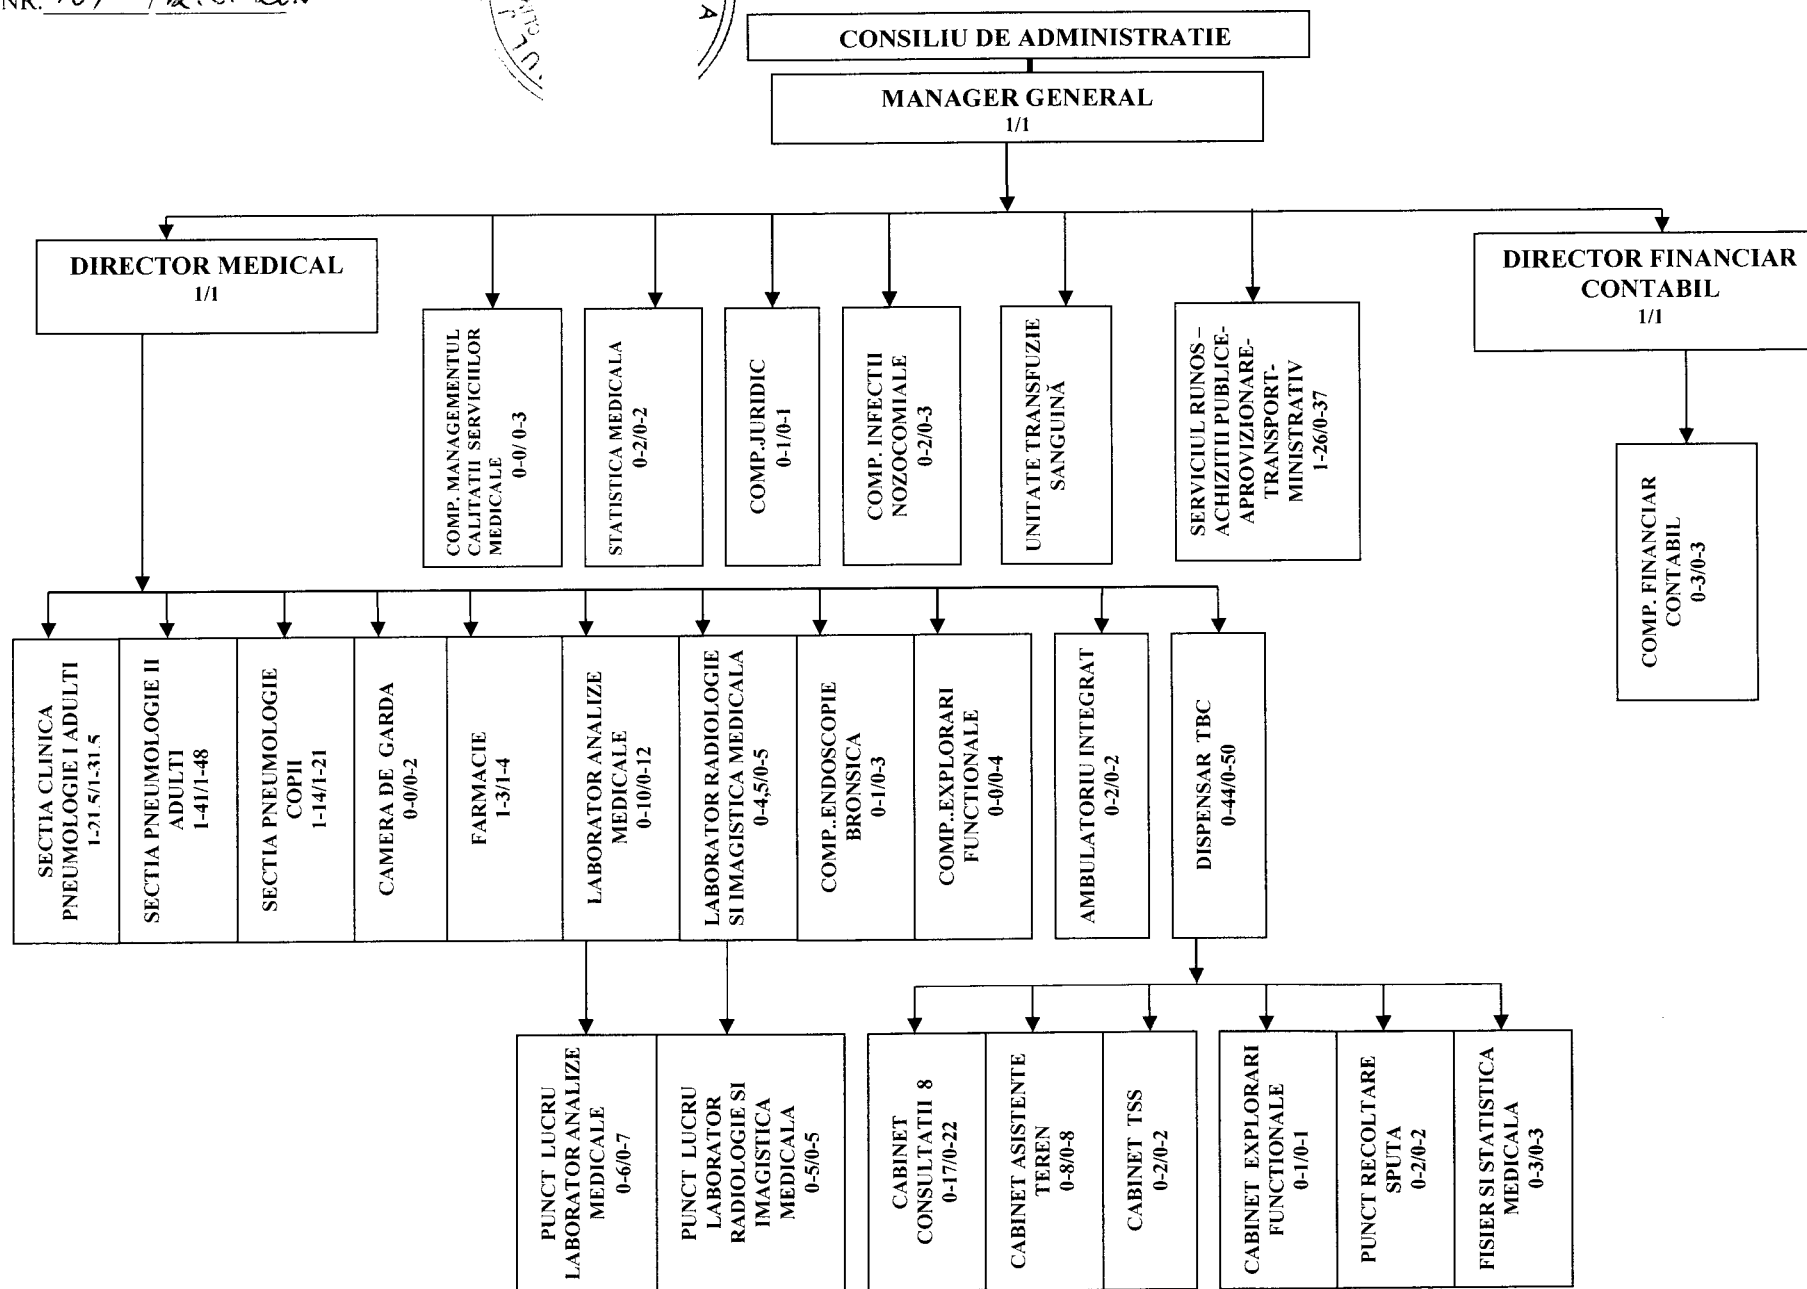 NR.
CONSILIU DE ADMINISTRATIE
MANAGER GENERAL
1/1
DIRECTOR MEDICAL
1/1
COMP. MANAGEMENTUL
CALITATII SERVICIILOR
MEDICALE
0-0/ 0-3
STATISTICA MEDICALA
0-2/0-2
COMP.JURIDIC
0-1/0-1
COMP. INFECTII
NOZOCOMIALE
0-2/0-3
UNITATE TRANSFUZIE
SANGUINĂ
SERVICIUL RUNOS –
ACHIZITII PUBLICE-
APROVIZIONARE-
TRANSPORT-
MINISTRATIV
1-26/0-37
DIRECTOR FINANCIAR
CONTABIL
1/1
COMP. FINANCIAR
CONTABIL
0-3/0-3
SECTIA CLINICA
PNEUMOLOGIE I ADULTI
1-21.5/1-31.5
SECTIA PNEUMOLOGIE II
ADULTI
1-41/1-48
SECTIA PNEUMOLOGIE
COPII
1-14/1-21
CAMERA DE GARDA
0-0/0-2
FARMACIE
1-3/1-4
LABORATOR ANALIZE
MEDICALE
0-10/0-12
LABORATOR RADIOLOGIE
SI IMAGISTICA MEDICALA
0-4,5/0-5
COMP..ENDOSCOPIE
BRONSICA
0-1/0-3
COMP..EXPLORARI
FUNCTIONALE
0-0/0-4
AMBULATORIU INTEGRAT
0-2/0-2
DISPENSAR TBC
0-44/0-50
PUNCT LUCRU
LABORATOR ANALIZE
MEDICALE
0-6/0-7
PUNCT LUCRU
LABORATOR
RADIOLOGIE SI
IMAGISTICA
MEDICALA
0-5/0-5
CABINET
CONSULTATII 8
0-17/0-22
CABINET ASISTENTE
TEREN
0-8/0-8
CABINET TSS
0-2/0-2
CABINET EXPLORARI
FUNCTIONALE
0-1/0-1
PUNCT RECOLTARE
SPUTA
0-2/0-2
FISIER SI STATISTICA
MEDICALA
0-3/0-3